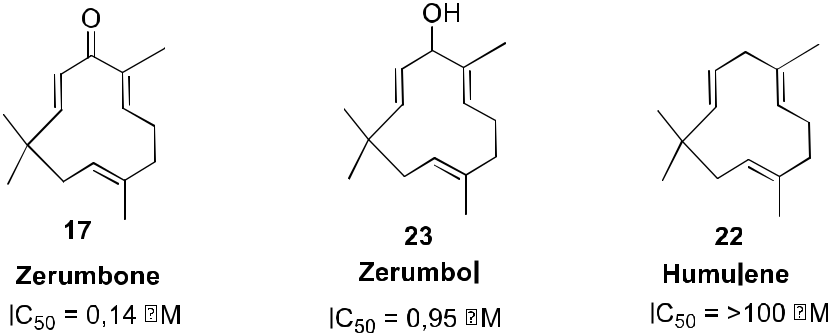 O
OH
17
23
22
Zerumbone
Zerumbol
Humulene
IC50 = 0,14 �M
IC50 = 0,95 �M
IC50 = >100 �M